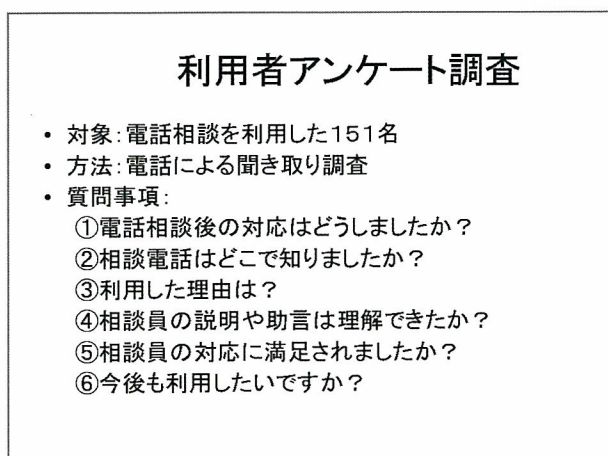 利用者アンケート調査
• 対象:電話相談を利用した151名
• 方法:電話による聞き取り調査
• 質問事項:
①電話相談後の対応はどうしましたか?
②相談電話はどこで知りましたか?
③利用した理由は?
④相談員の説明や助言は理解できたか?
⑤相談員の対応に満足されましたか?
⑥今後も利用したいですか?